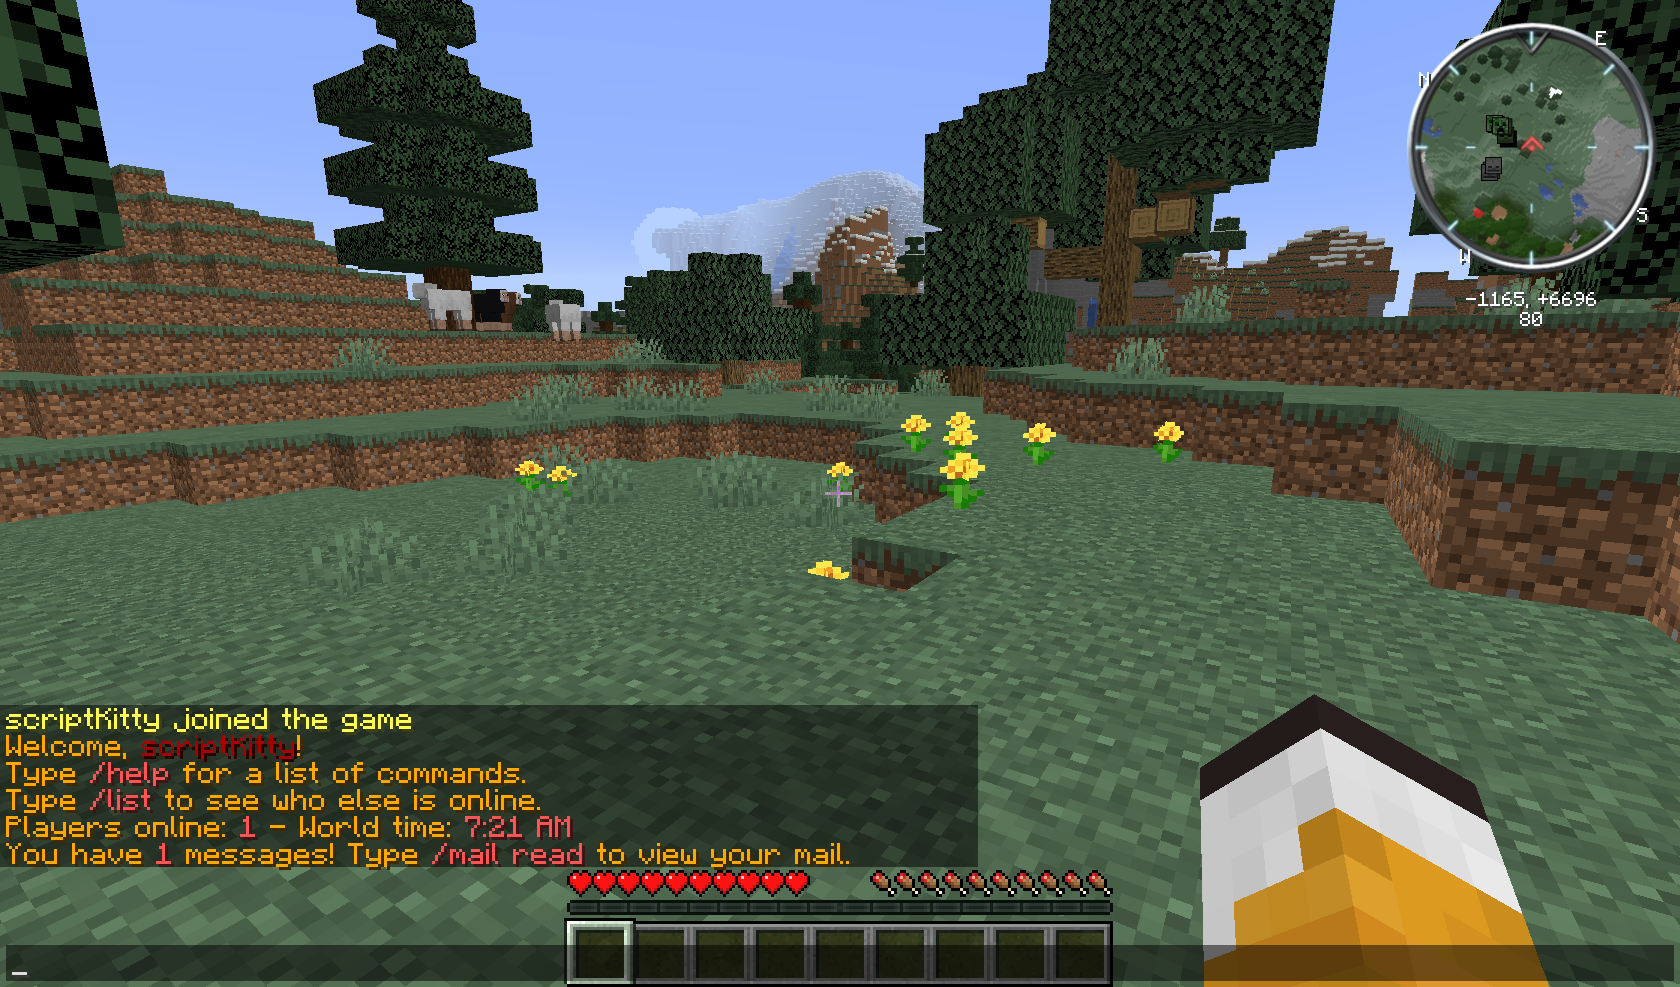 N
E
S
W
-1165, +6696
80
scriptKitty joined the game
Welcome, scriptKitty!
Type /help for a list of commands.
Type /list to see who else is online.
Players online: 1 - World time: 7:21 AM
You have 1 messages! Type /mail read to view your mail.
_